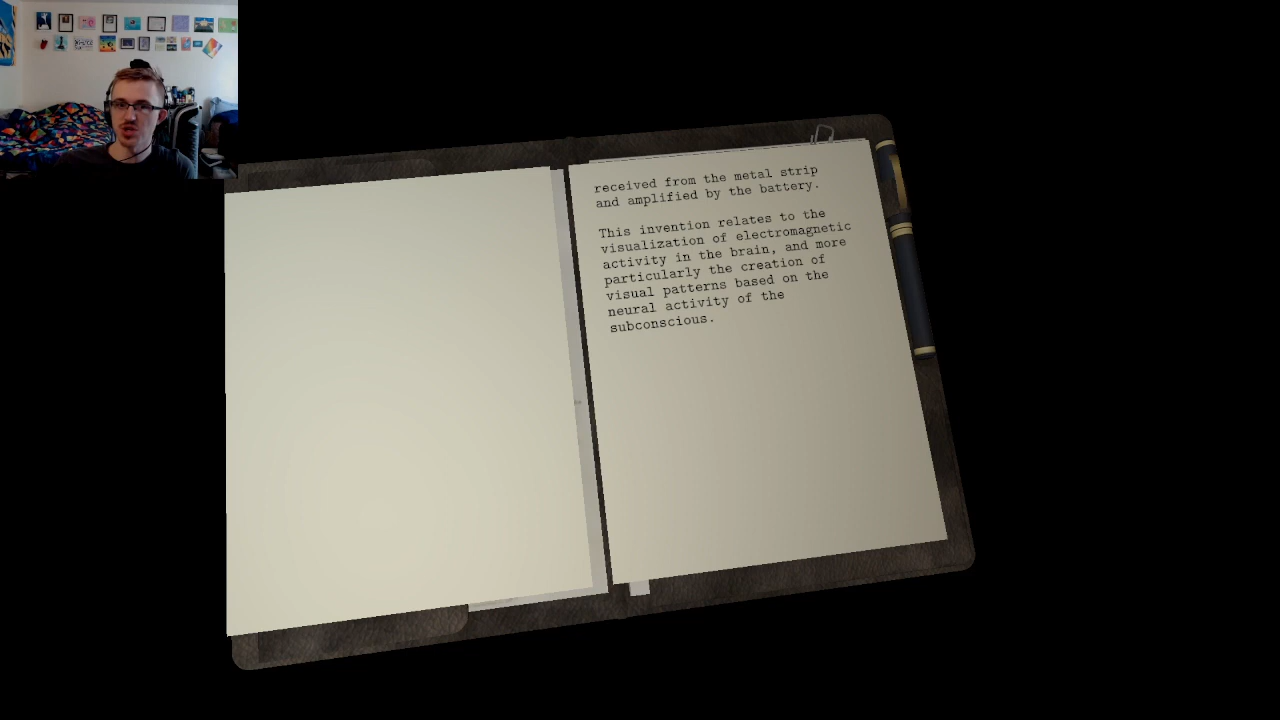 received from the metal strip
and amplified by the battery.
This invention relates to the
visualization of electromagnetic
activity in the brain, and more
particularly the creation of
visual patterns based on the
neural activity of the
subconscious.